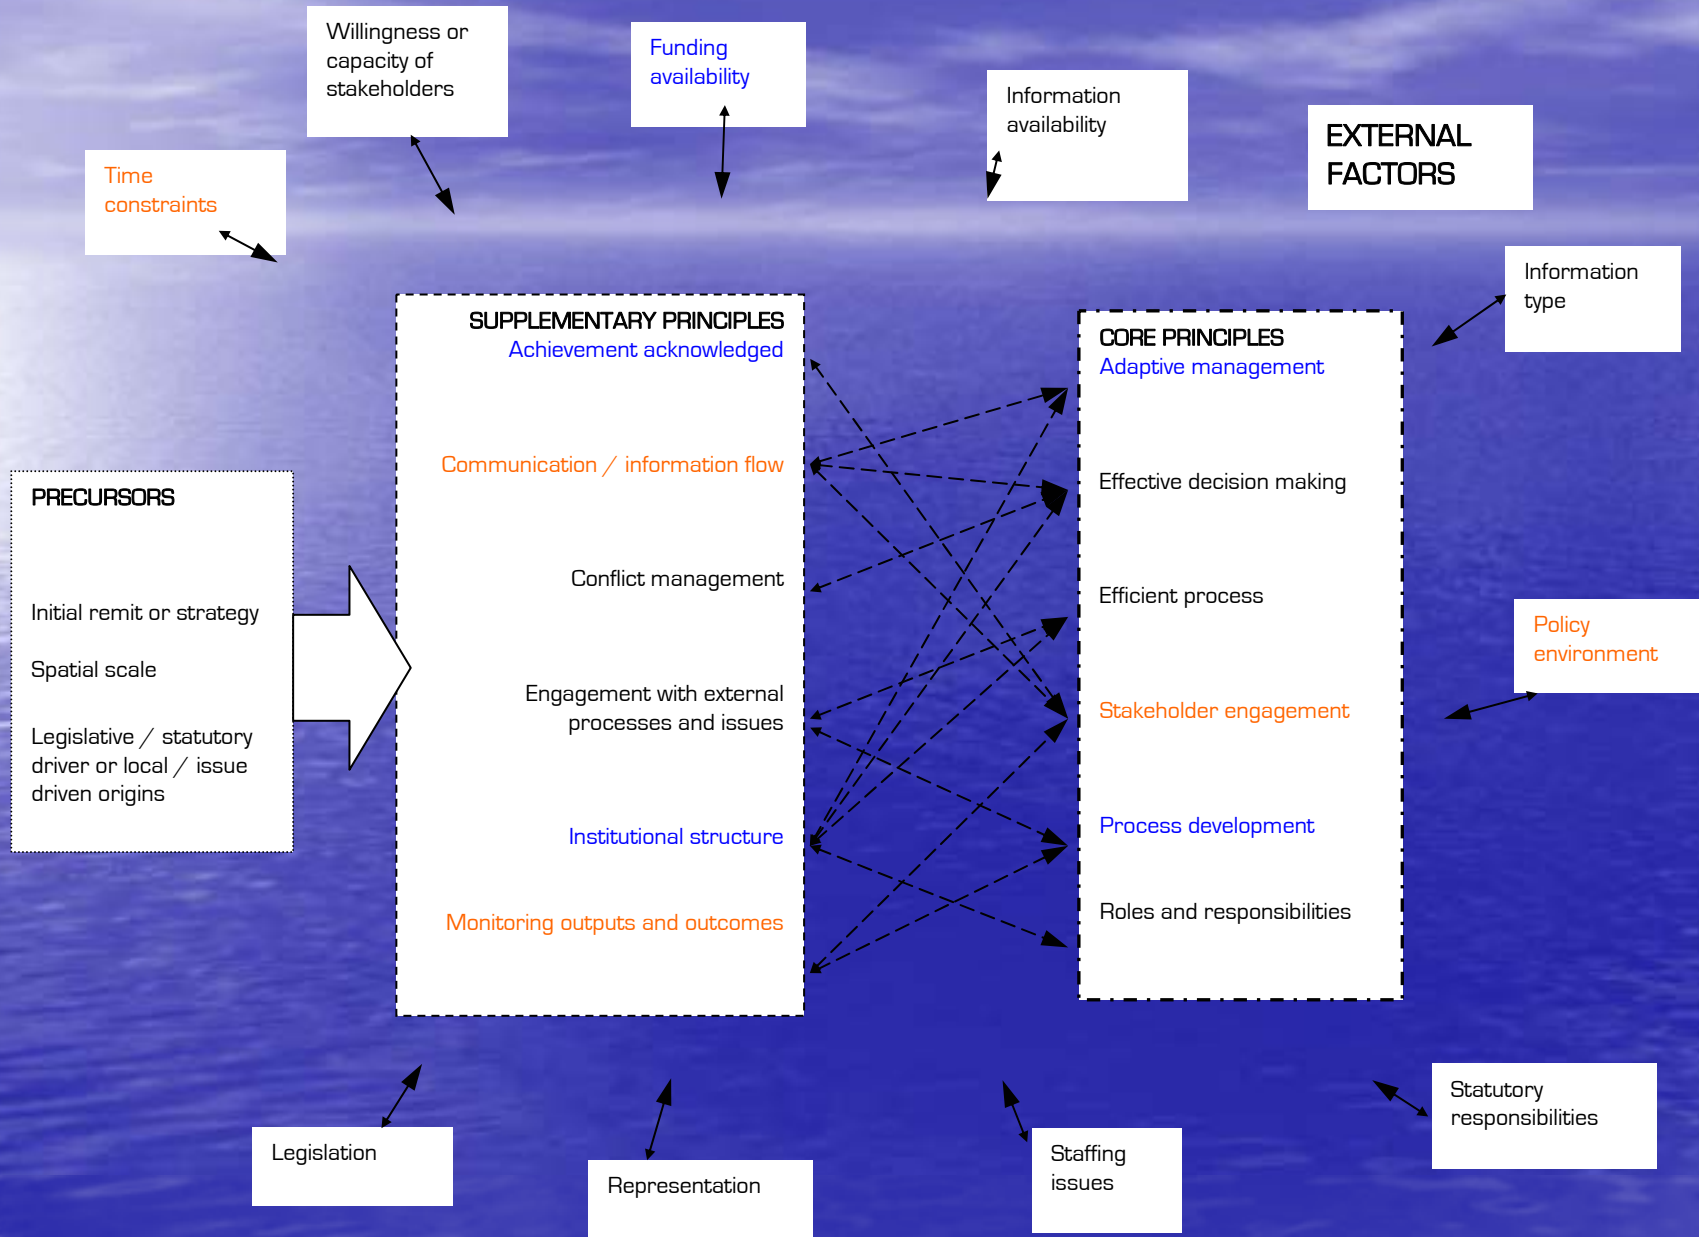 Willingness or
capacity of
stakeholders
Funding
availability
Information
availability
EXTERNAL
FACTORS
Time
constraints
Information
type
SUPPLEMENTARY PRINCIPLES
Achievement acknowledged
Communication / information flow
Conflict management
Engagement with external
processes and issues
Institutional structure
Monitoring outputs and outcomes
CORE PRINCIPLES
Adaptive management
Effective decision making
Efficient process
Stakeholder engagement
Process development
Roles and responsibilities
PRECURSORS
Initial remit or strategy
Spatial scale
Legislative / statutory
driver or local / issue
driven origins
Policy
environment
Legislation
Representation
Staffing
issues
Statutory
responsibilities